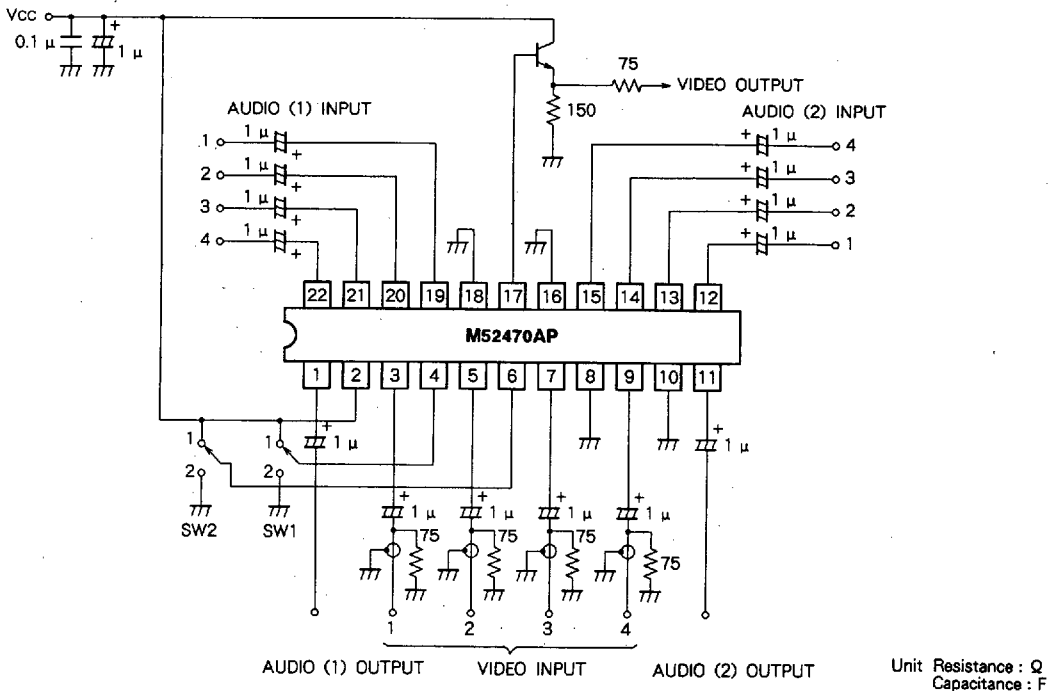 Vcc
0.1 μ
+
1 μ
75
VIDEO OUTPUT
150
AUDIO (1) INPUT
AUDIO (2) INPUT
1
1 μ
+
+
1 μ
4
2
1 μ
+
+
1 μ
3
3
1 μ
+
+
1 μ
2
4
1 μ
+
+
1 μ
1
22 21 20 19 18 17 16 15 14 13 12
M52470AP
1 2 3 4 5 6 7 8 9 10 11
1
1
+
1 μ
+
1 μ
2
2
SW2
SW1
+
1 μ
+
1 μ
+
1 μ
+
1 μ
75
75
75
75
1
2
3
4
AUDIO (1) OUTPUT
VIDEO INPUT
AUDIO (2) OUTPUT
Unit Resistance : Ω
Capacitance : F